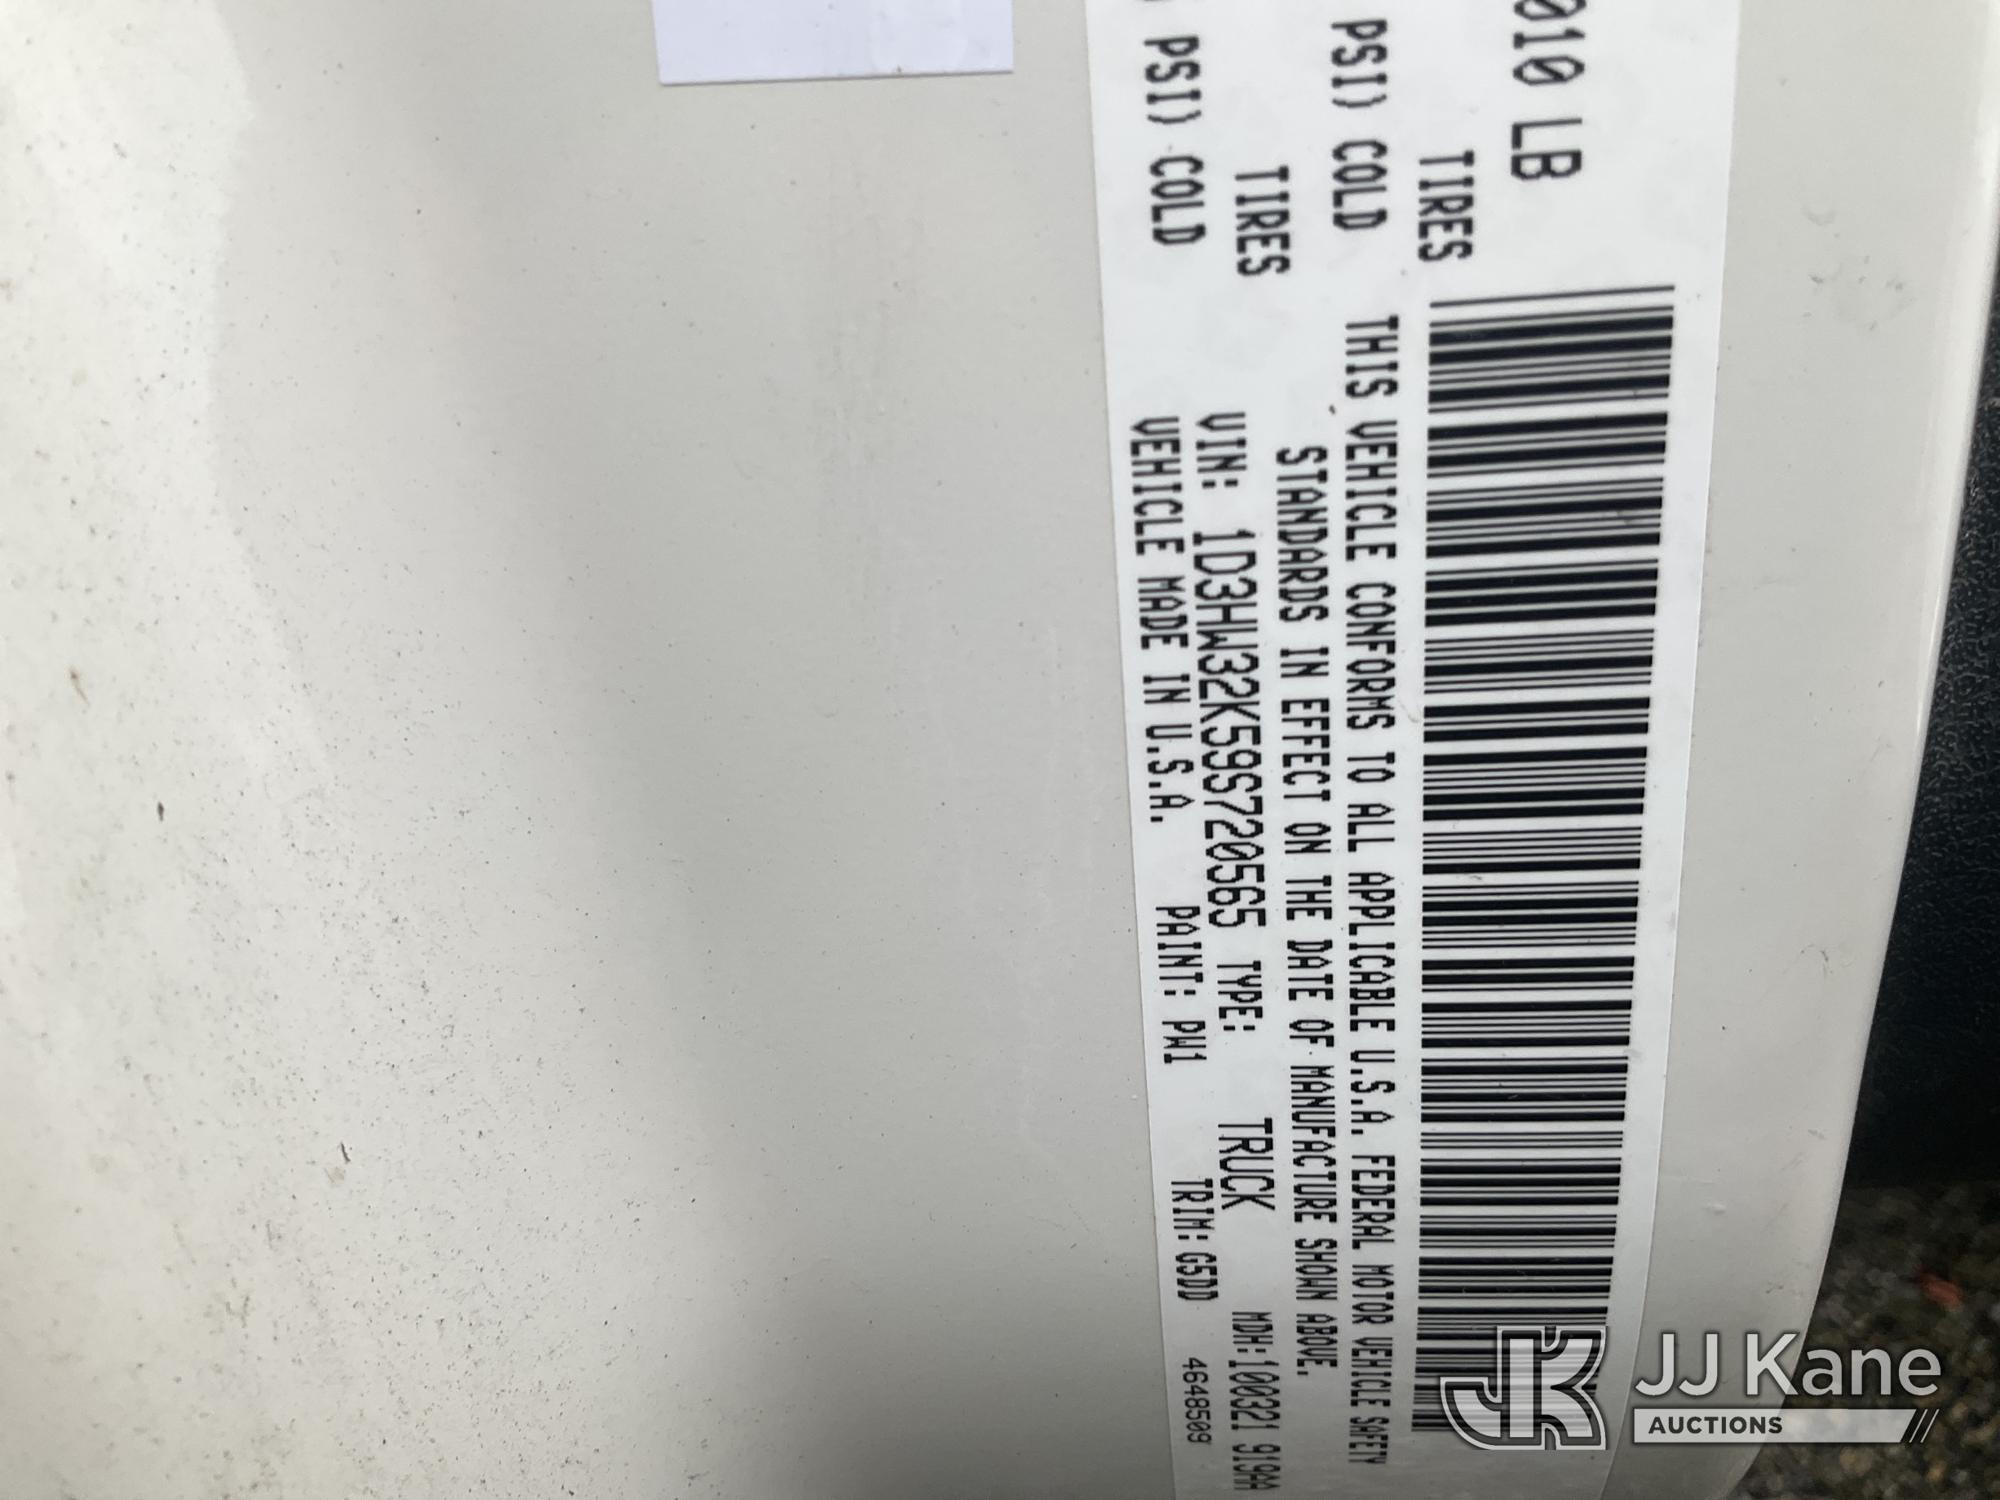 010 LB
TIRES
PSI) COLD
TIRES
PSI) COLD
THIS VEHICLE CONFORMS TO ALL APPLICABLE U.S.A. FEDERAL MOTOR VEHICLE SAFETY
STANDARDS IN EFFECT ON THE DATE OF MANUFACTURE SHOWN ABOVE.
VIN: 1D3HW32K59S720565 TYPE: TRUCK MDH:100321 919AA
VEHICLE MADE IN U.S.A. PAINT: PW1 TRIM: G5DD 4648509
JK JJ Kane
AUCTIONS